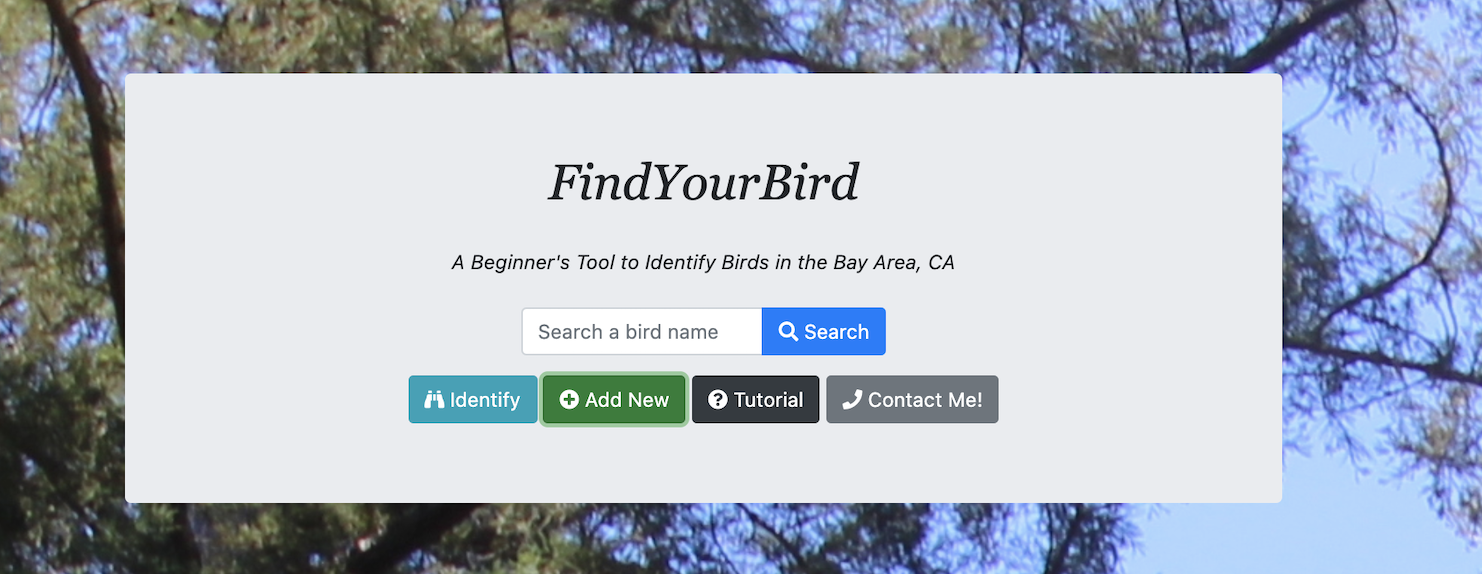 FindYourBird
A Beginner's Tool to Identify Birds in the Bay Area, CA
Search a bird name Search
Identify Add New Tutorial Contact Me!